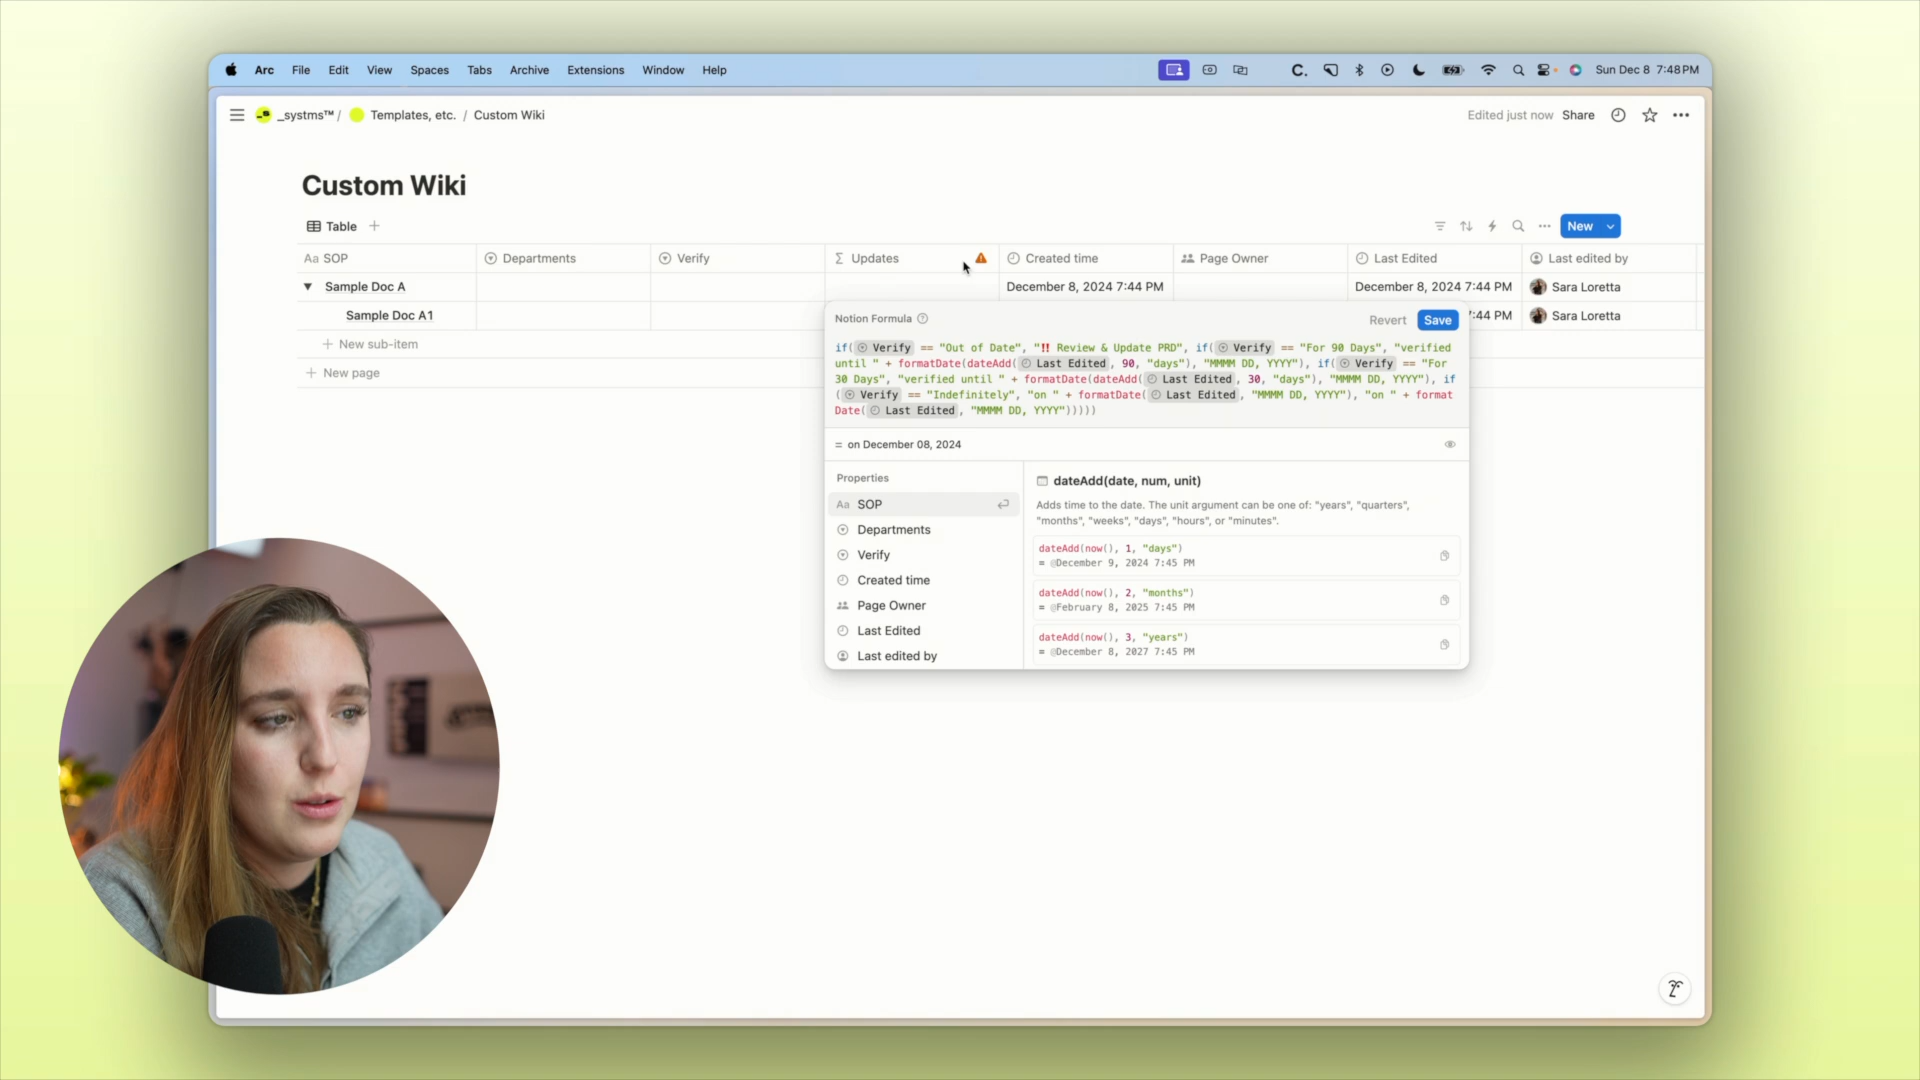 Arc File Edit View Spaces Tabs Archive Extensions Window Help
C. Sun Dec 8 7:48 PM
_systms™ / Templates, etc. / Custom Wiki
Edited just now Share
Custom Wiki
Table
New
Aa SOP Departments Verify Σ Updates Created time Page Owner Last Edited Last edited by
Sample Doc A December 8, 2024 7:44 PM December 8, 2024 7:44 PM Sara Loretta
Sample Doc A1 7:44 PM Sara Loretta
+ New sub-item
+ New page
Notion Formula
Revert Save
if( Verify == "Out of Date", "‼️ Review & Update PRD", if( Verify == "For 90 Days", "verified
until " + formatDate(dateAdd( Last Edited , 90, "days"), "MMMM DD, YYYY"), if( Verify == "For
30 Days", "verified until " + formatDate(dateAdd( Last Edited , 30, "days"), "MMMM DD, YYYY"), if
( Verify == "Indefinitely", "on " + formatDate( Last Edited , "MMMM DD, YYYY"), "on " + format
Date( Last Edited , "MMMM DD, YYYY")))))
= on December 08, 2024
Properties
Aa SOP
Departments
Verify
Created time
Page Owner
Last Edited
Last edited by
dateAdd(date, num, unit)
Adds time to the date. The unit argument can be one of: "years", "quarters",
"months", "weeks", "days", "hours", or "minutes".
dateAdd(now(), 1, "days")
= @December 9, 2024 7:45 PM
dateAdd(now(), 2, "months")
= @February 8, 2025 7:45 PM
dateAdd(now(), 3, "years")
= @December 8, 2027 7:45 PM